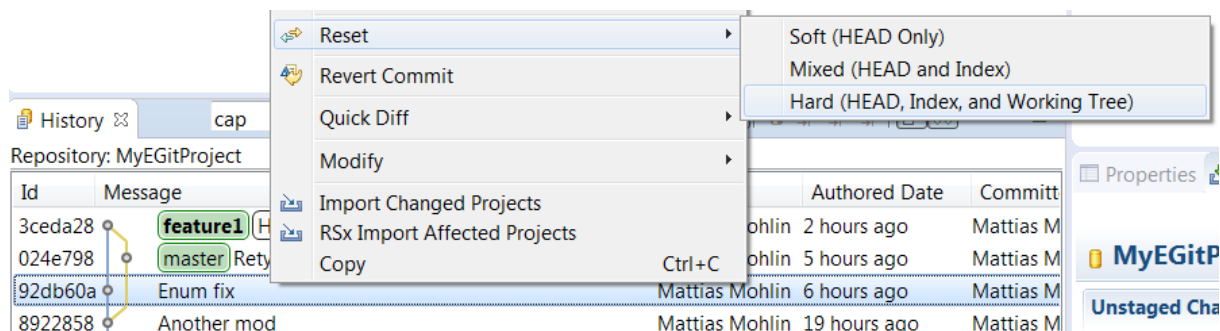 Reset
Soft (HEAD Only)
Mixed (HEAD and Index)
Hard (HEAD, Index, and Working Tree)
Revert Commit
Quick Diff
Modify
Import Changed Projects
RSx Import Affected Projects
Copy Ctrl+C
History cap
Repository: MyEGitProject
Id Message Authored Date Committ
3ceda28 feature1 H ohlin 2 hours ago Mattias M
024e798 master Rety ohlin 5 hours ago Mattias M
92db60a Enum fix Mattias Mohlin 6 hours ago Mattias M
8922858 Another mod Mattias Mohlin 19 hours ago Mattias M
Properties
MyEGitP
Unstaged Cha